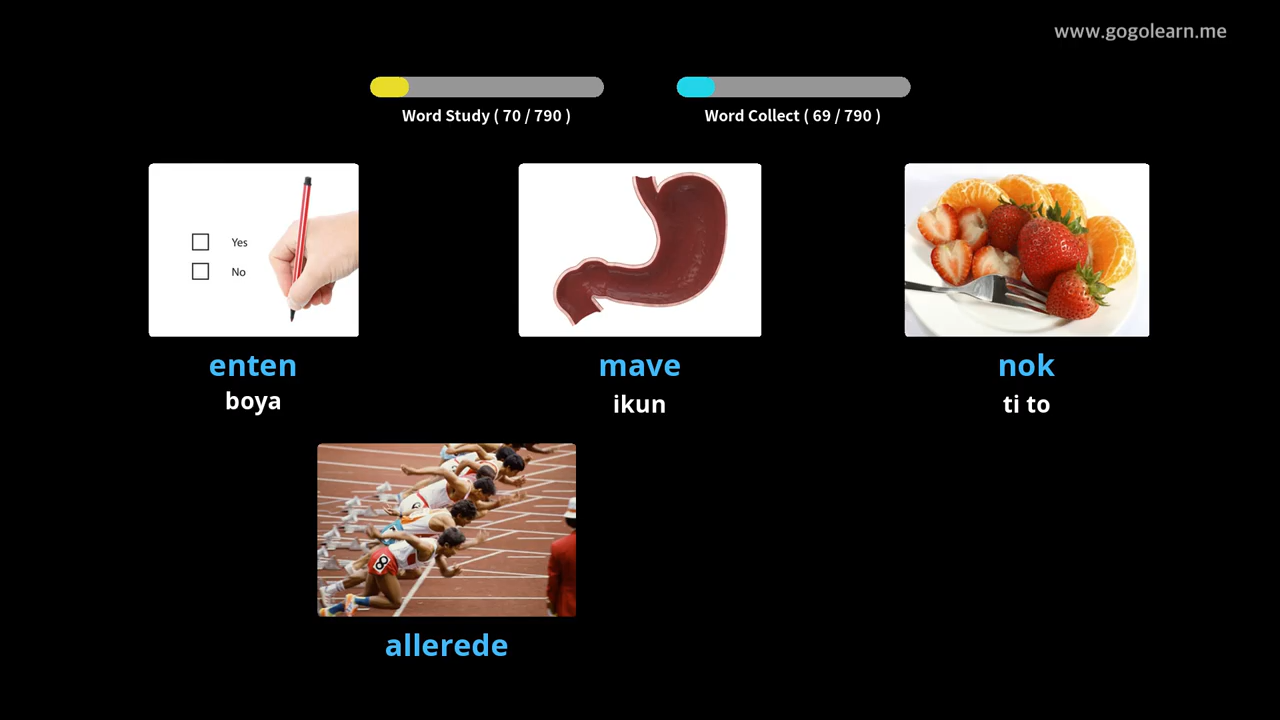 www.gogolearn.me
Word Study ( 70 / 790 )
Word Collect ( 69 / 790 )
Yes
No
enten
mave
nok
boya
ikun
ti to
8
allerede